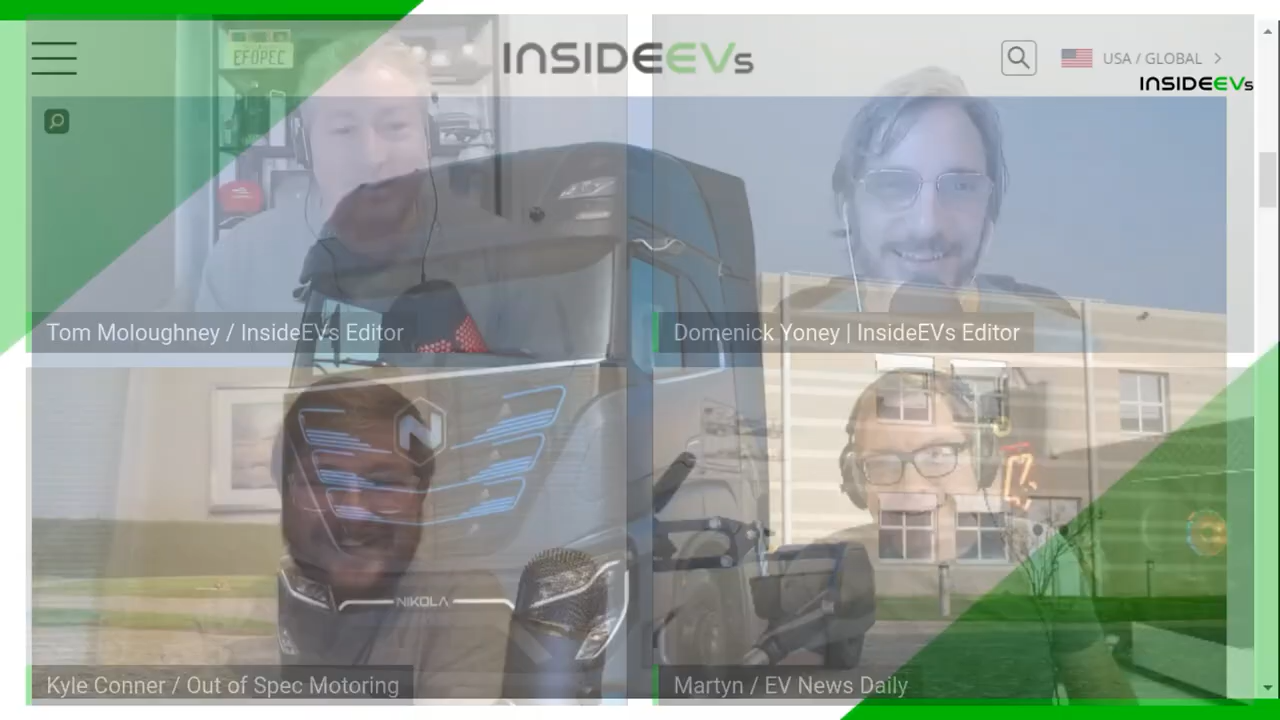 EFOPEC
INSIDEEVs
USA / GLOBAL
INSIDEEVs
Tom Moloughney / InsideEVs Editor
Domenick Yoney | InsideEVs Editor
N
NIKOLA
Kyle Conner / Out of Spec Motoring
Martyn / EV News Daily